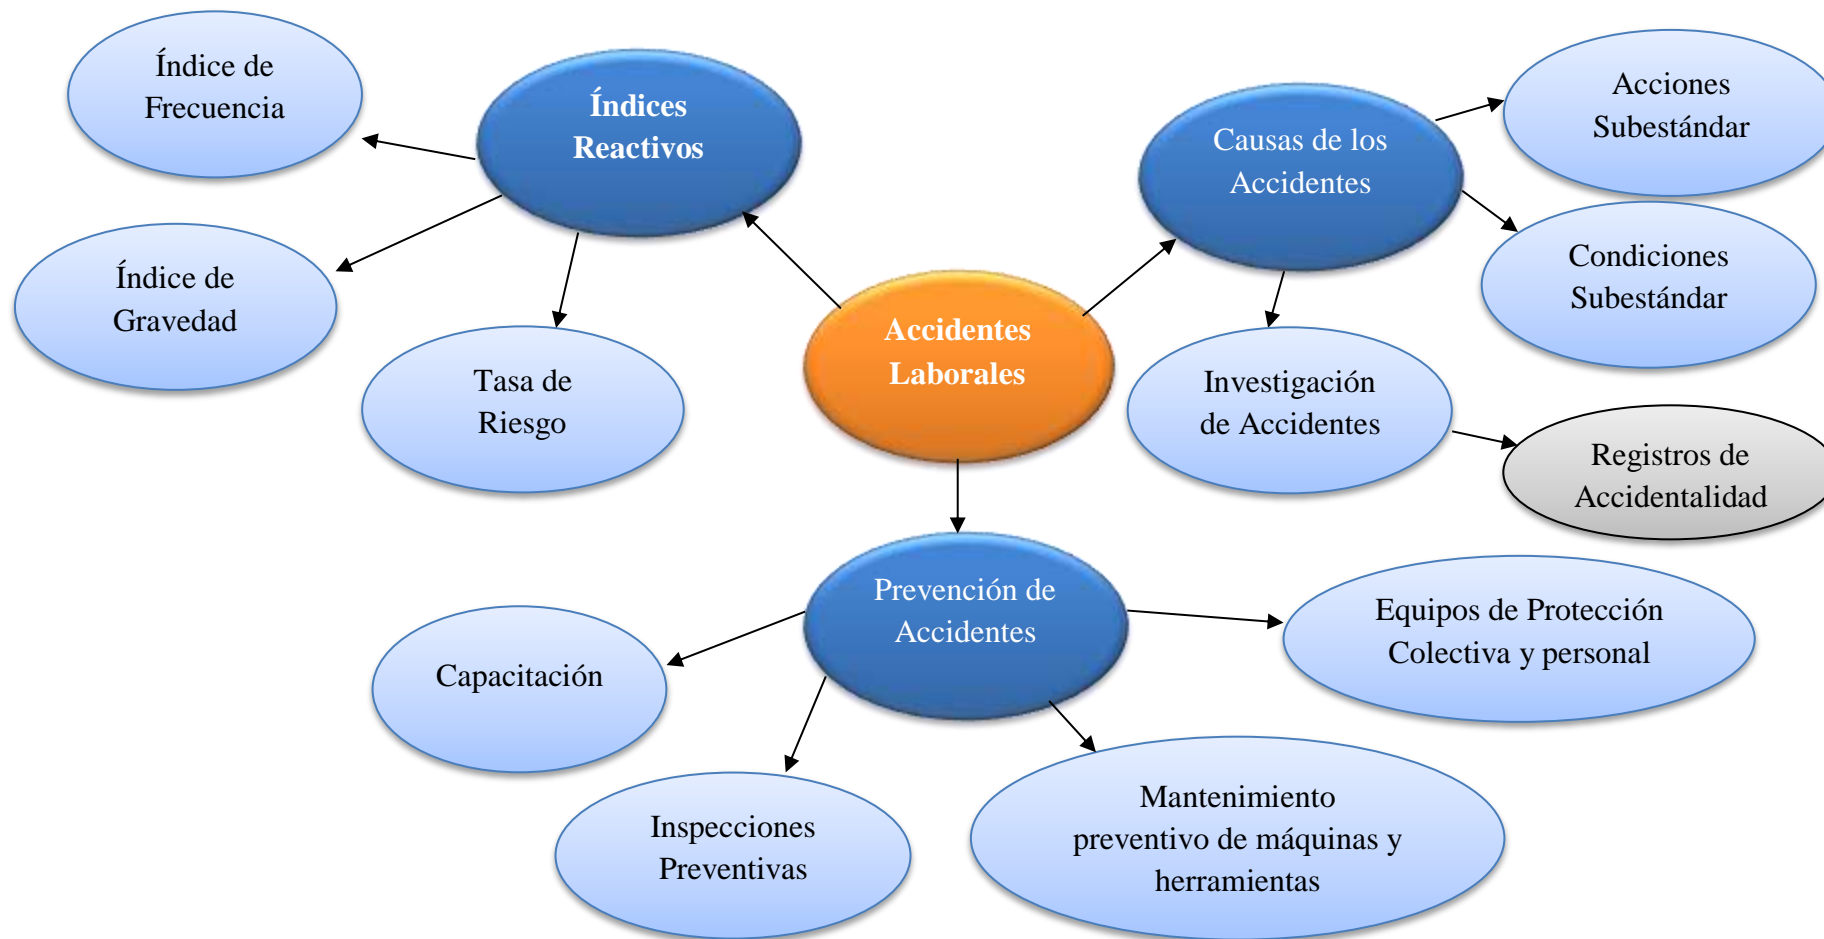 Índice de
Frecuencia
Índices
Reactivos
Índice de
Gravedad
Tasa de
Riesgo
Accidentes
Laborales
Causas de los
Accidentes
Acciones
Subestándar
Condiciones
Subestándar
Investigación
de Accidentes
Registros de
Accidentalidad
Prevención de
Accidentes
Capacitación
Inspecciones
Preventivas
Mantenimiento
preventivo de máquinas y
herramientas
Equipos de Protección
Colectiva y personal